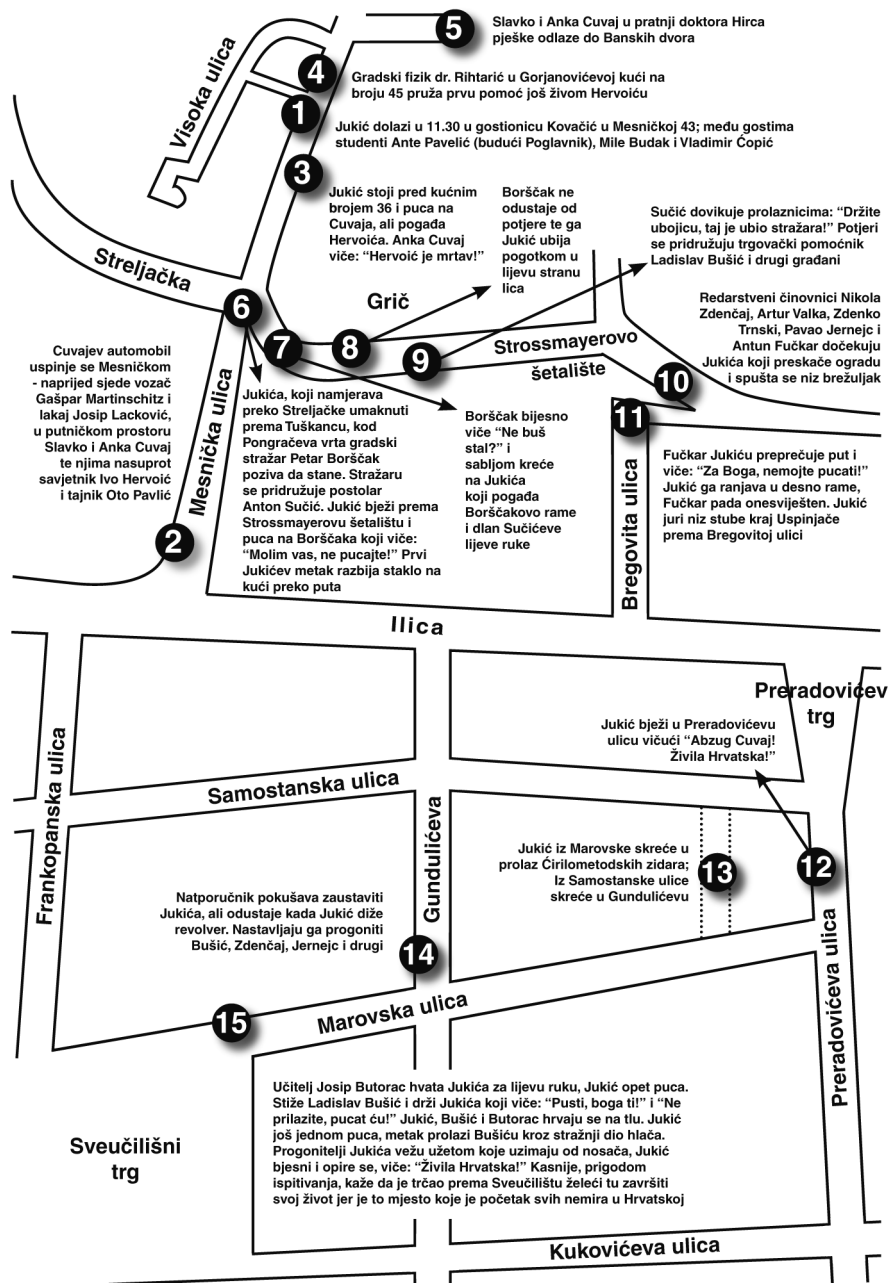 5
Slavko i Anka Cuvaj u pratnji doktora Hirca
pješke odlaze do Banskih dvora
Visoka ulica
4
Gradski fizik dr. Rihtarić u Gorjanovićevoj kući na
broju 45 pruža prvu pomoć još živom Hervoiću
1
Jukić dolazi u 11.30 u gostionicu Kovačić u Mesničkoj 43; među gostima
studenti Ante Pavelić (budući Poglavnik), Mile Budak i Vladimir Ćopić
3
Jukić stoji pred kućnim
brojem 36 i puca na
Cuvaja, ali pogađa
Hervoića. Anka Cuvaj
viče: “Hervoić je mrtav!”
Borščak ne
odustaje od
potjere te ga
Jukić ubija
pogotkom u
lijevu stranu
lica
Sučić dovikuje prolaznicima: “Držite
ubojicu, taj je ubio stražara!” Potjeri
se pridružuju trgovački pomoćnik
Ladislav Bušić i drugi građani
Streljačka
Grič
6
7
8
9
Strossmayerovo
šetalište
Redarstveni činovnici Nikola
Zdenčaj, Artur Valka, Zdenko
Trnski, Pavao Jernejc i
Antun Fučkar dočekuju
Jukića koji preskače ogradu
i spušta se niz brežuljak
10
11
Cuvajev automobil
uspinje se Mesničkom
- naprijed sjede vozač
Gašpar Martinschitz i
lakaj Josip Lacković,
u putničkom prostoru
Slavko i Anka Cuvaj
te njima nasuprot
savjetnik Ivo Hervoić
i tajnik Oto Pavlić
Mesnička ulica
2
Jukića, koji namjerava
preko Streljačke umaknuti
prema Tuškancu, kod
Pongračeva vrta gradski
stražar Petar Borščak
poziva da stane. Stražaru
se pridružuje postolar
Anton Sučić. Jukić bježi prema
Strossmayerovu šetalištu i
puca na Borščaka koji viče:
“Molim vas, ne pucajte!” Prvi
Jukićev metak razbija staklo na
kući preko puta
Borščak bijesno
viče “Ne buš
stal?” i
sabljom kreće
na Jukića
koji pogađa
Borščakovo rame
i dlan Sučićeve
lijeve ruke
Bregovita ulica
Fučkar Jukiću preprečuje put i
viče: “Za Boga, nemojte pucati!”
Jukić ga ranjava u desno rame,
Fučkar pada onesviješten. Jukić
juri niz stube kraj Uspinjače
prema Bregovitoj ulici
Ilica
Preradovićev
trg
Frankopanska ulica
Samostanska ulica
Gundulićeva
Jukić bježi u Preradovićevu
ulicu vičući “Abzug Cuvaj!
Živila Hrvatska!”
Jukić iz Marovske skreće u
prolaz Ćirilometodskih zidara;
Iz Samostanske ulice
skreće u Gundulićevu
13
12
Natporučnik pokušava zaustaviti
Jukića, ali odustaje kada Jukić diže
revolver. Nastavljaju ga progoniti
Bušić, Zdenčaj, Jernejc i drugi
14
15
Marovska ulica
Preradovićeva ulica
Učitelj Josip Butorac hvata Jukića za lijevu ruku, Jukić opet puca.
Stiže Ladislav Bušić i drži Jukića koji viče: “Pusti, boga ti!” i “Ne
prilazite, pucat ću!” Jukić, Bušić i Butorac hrvaju se na tlu. Jukić
još jednom puca, metak prolazi Bušiću kroz stražnji dio hlača.
Progonitelji Jukića vežu užetom koje uzimaju od nosača, Jukić
bjesni i opire se, viče: “Živila Hrvatska!” Kasnije, prigodom
ispitivanja, kaže da je trčao prema Sveučilištu želeći tu završiti
svoj život jer je to mjesto koje je početak svih nemira u Hrvatskoj
Sveučilišni
trg
Kukovićeva ulica